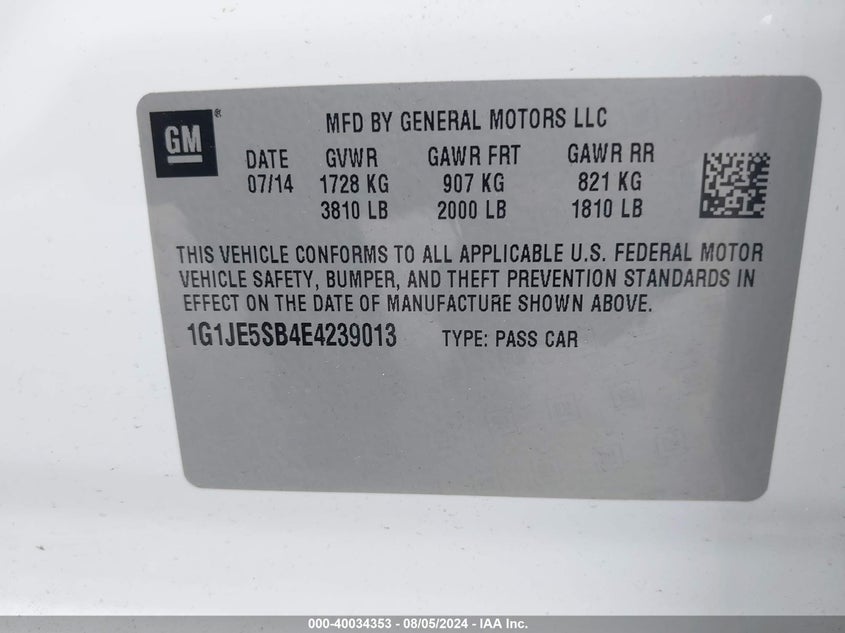 GM®
MFD BY GENERAL MOTORS LLC
DATE GVWR GAWR FRT GAWR RR
07/14 1728 KG 907 KG 821 KG
3810 LB 2000 LB 1810 LB
THIS VEHICLE CONFORMS TO ALL APPLICABLE U.S. FEDERAL MOTOR
VEHICLE SAFETY, BUMPER, AND THEFT PREVENTION STANDARDS IN
EFFECT ON THE DATE OF MANUFACTURE SHOWN ABOVE.
1G1JE5SB4E4239013 TYPE: PASS CAR
000-40034353 - 08/05/2024 - IAA Inc.